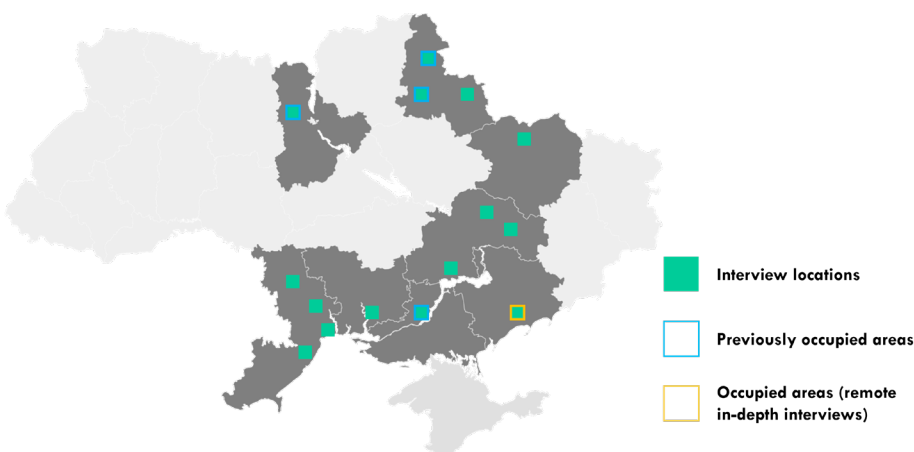 Interview locations
Previously occupied areas
Occupied areas (remote
in-depth interviews)